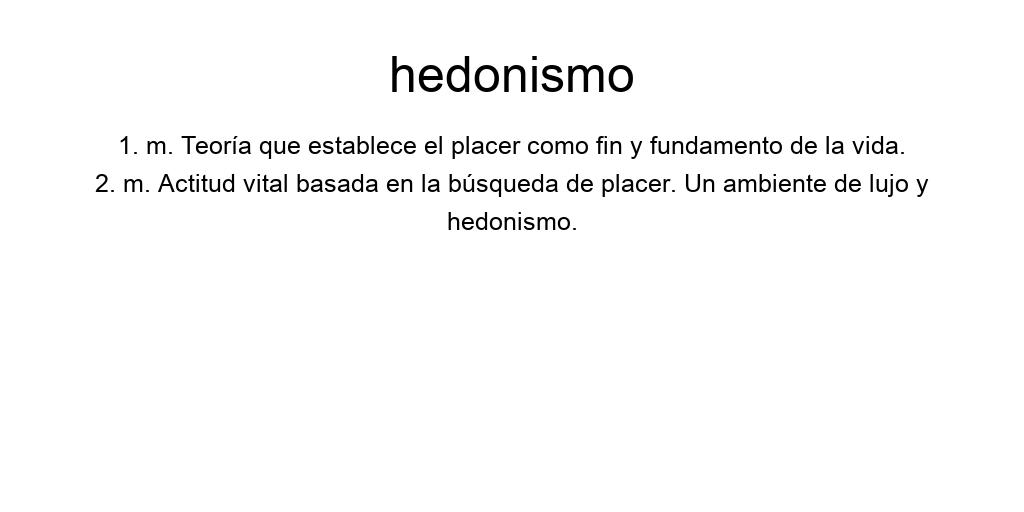 hedonismo
1. m. Teoría que establece el placer como fin y fundamento de la vida.
2. m. Actitud vital basada en la búsqueda de placer. Un ambiente de lujo y
hedonismo.